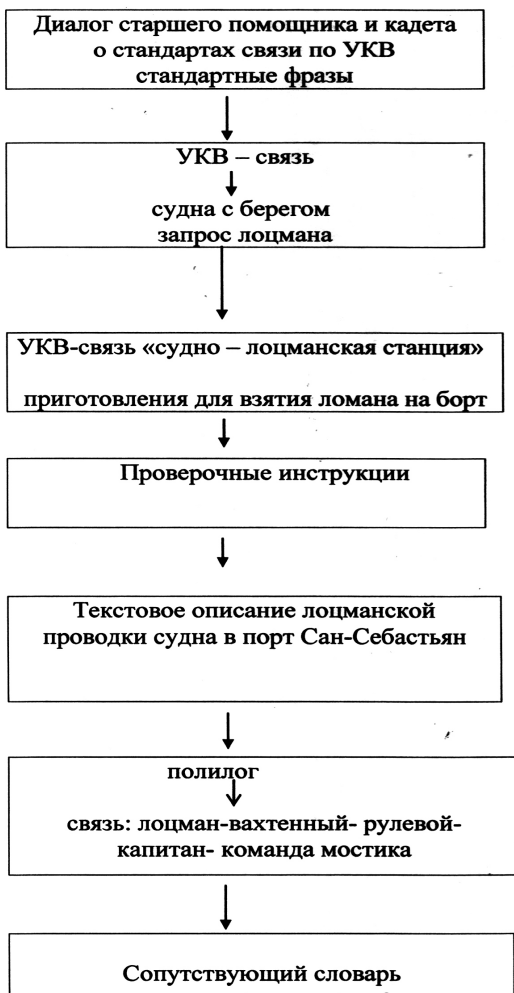 Диалог старшего помощника и кадета
о стандартах связи по УКВ
стандартные фразы
УКВ – связь
судна с берегом
запрос лоцмана
УКВ-связь «судно – лоцманская станция»
приготовления для взятия ломана на борт
Проверочные инструкции
Текстовое описание лоцманской
проводки судна в порт Сан-Себастьян
полилог
связь: лоцман-вахтенный- рулевой-
капитан- команда мостика
Сопутствующий словарь